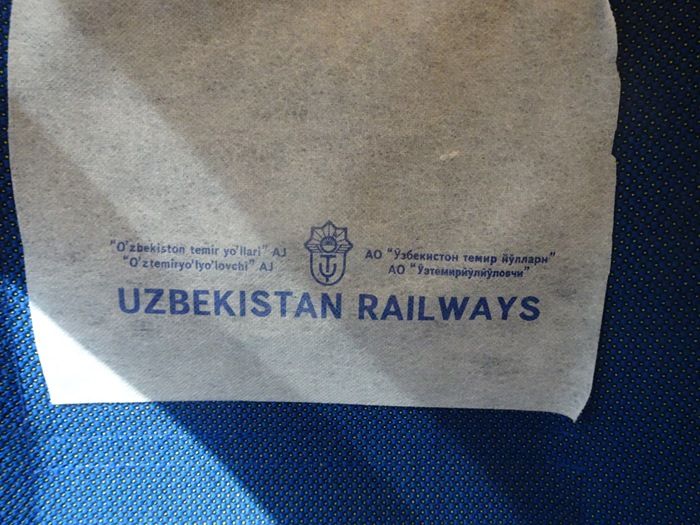 "O'zbekiston temir yo'llari" AJ
"O'ztemiryo'lyo'lovchi" AJ
АО "Ўзбекистон темир йўллари"
АО "Ўзтемирйўлйўловчи"
UZBEKISTAN RAILWAYS